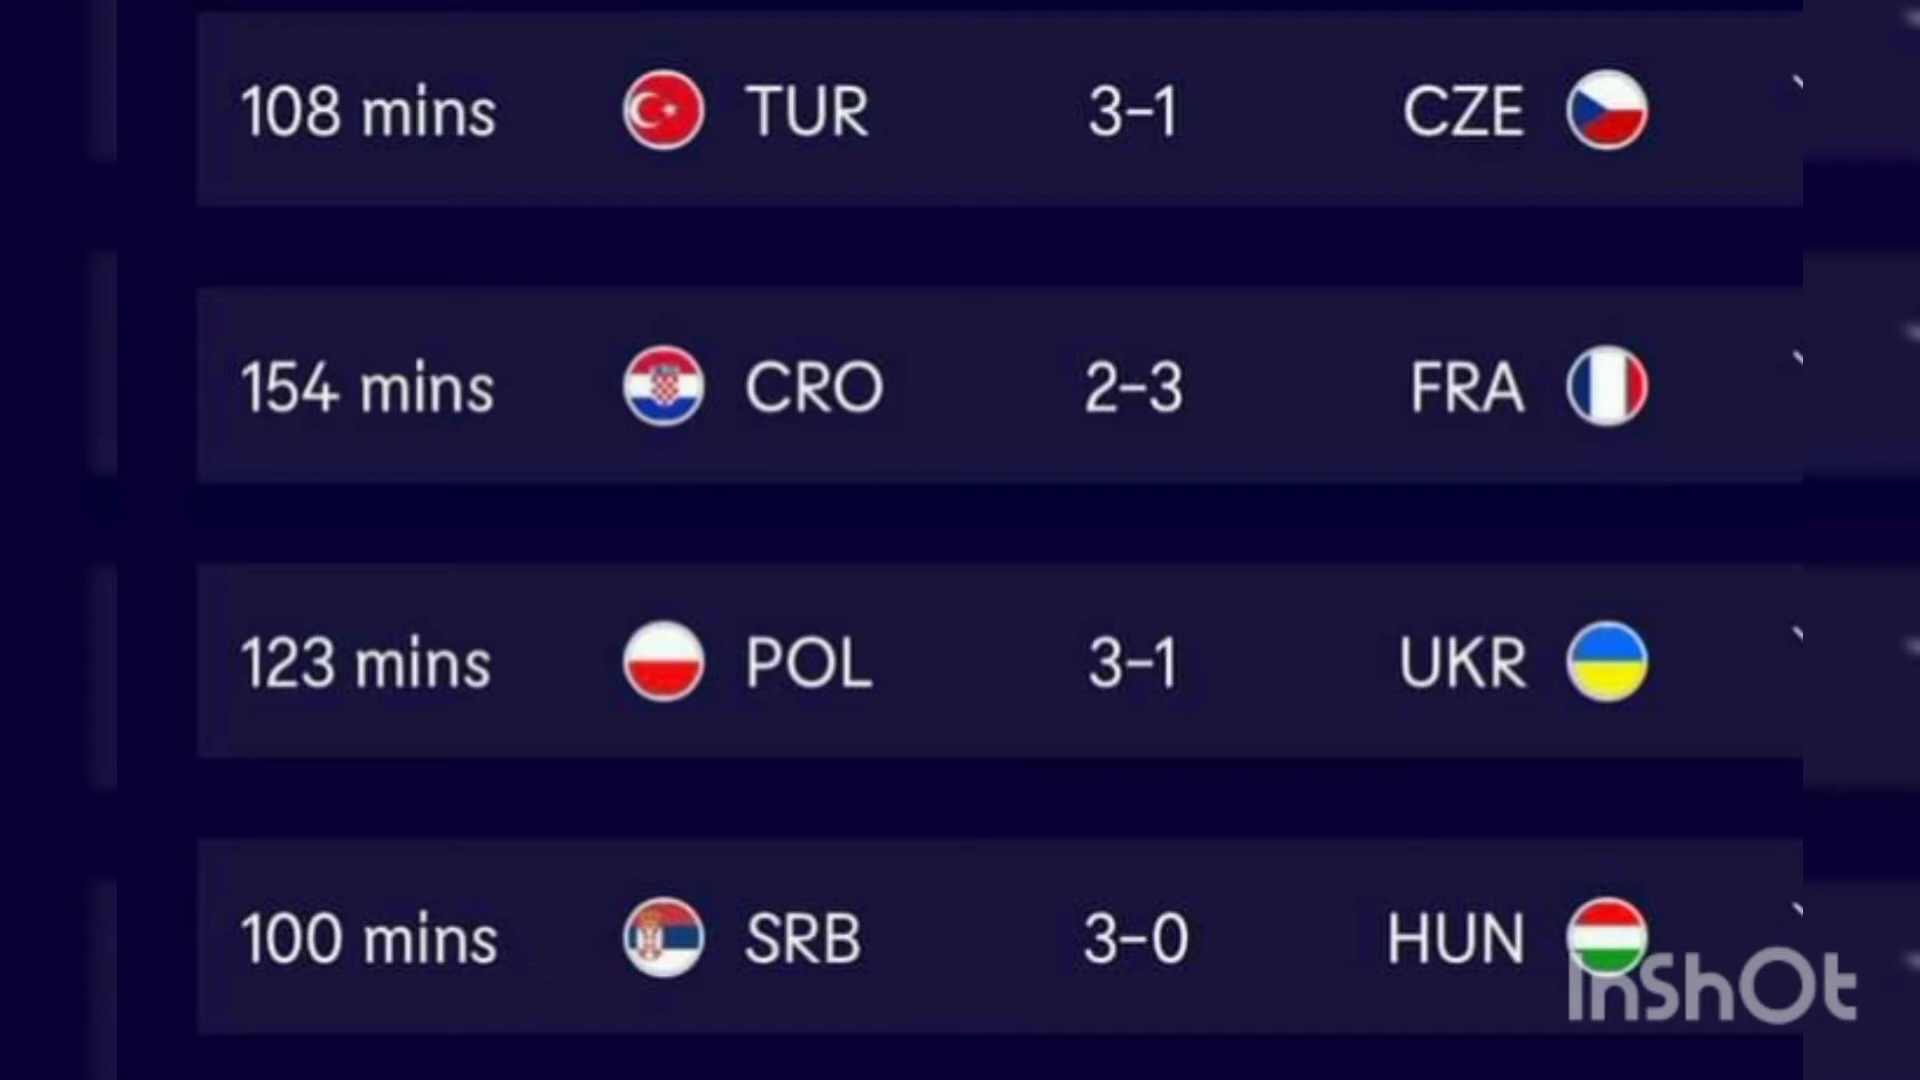 108 mins TUR 3-1 CZE
154 mins CRO 2-3 FRA
123 mins POL 3-1 UKR
100 mins SRB 3-0 HUN
InShOt